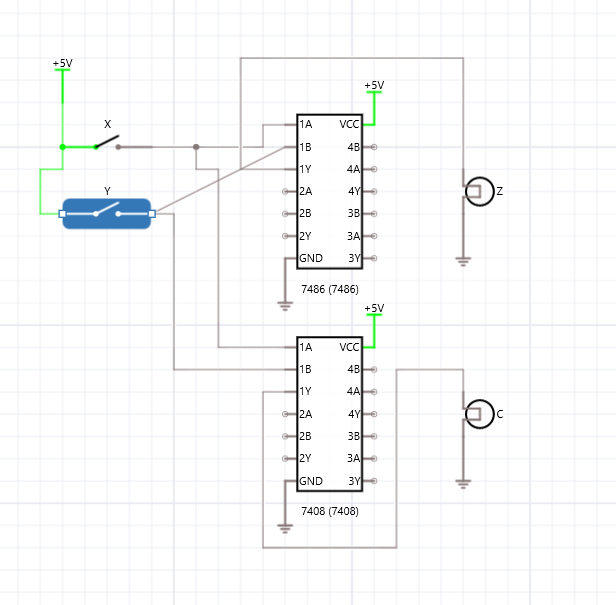 +5V
X
Y
+5V
1A VCC
1B 4B
1Y 4A
2A 4Y
2B 3B
2Y 3A
GND 3Y
7486 (7486)
Z
+5V
1A VCC
1B 4B
1Y 4A
2A 4Y
2B 3B
2Y 3A
GND 3Y
7408 (7408)
C